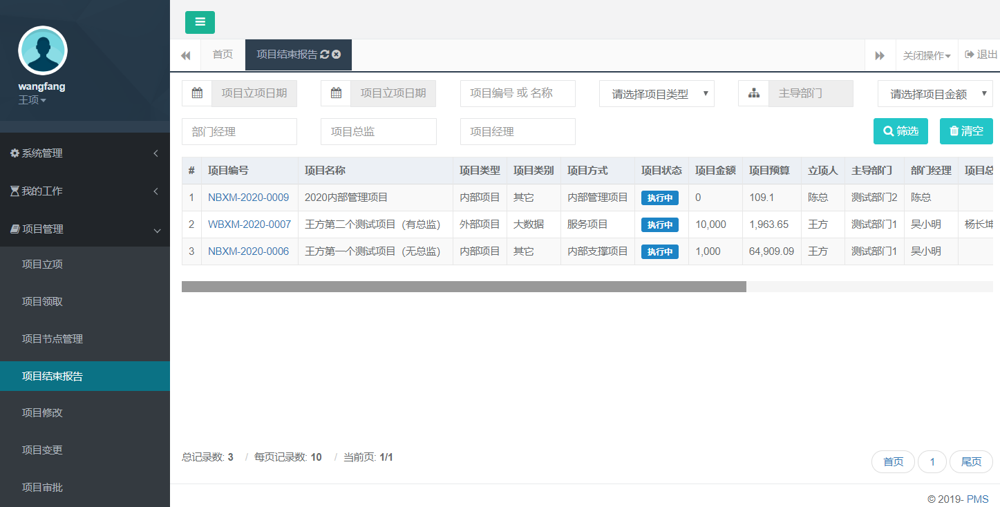 wangfang
王项
系统管理
我的工作
项目管理
项目立项
项目领取
项目节点管理
项目结束报告
项目修改
项目变更
项目审批
首页 项目结束报告 关闭操作 退出
项目立项日期 项目立项日期 项目编号 或 名称 请选择项目类型 主导部门 请选择项目金额
部门经理 项目总监 项目经理 筛选 清空
# 项目编号 项目名称 项目类型 项目类别 项目方式 项目状态 项目金额 项目预算 立项人 主导部门 部门经理 项目总
1 NBXM-2020-0009 2020内部管理项目 内部项目 其它 内部管理项目 执行中 0 109.1 陈总 测试部门2 陈总
2 WBXM-2020-0007 王方第二个测试项目（有总监） 外部项目 大数据 服务项目 执行中 10,000 1,963.65 王方 测试部门1 吴小明 杨长坤
3 NBXM-2020-0006 王方第一个测试项目（无总监） 内部项目 其它 内部支撑项目 执行中 1,000 64,909.09 王方 测试部门1 吴小明
总记录数: 3 / 每页记录数: 10 / 当前页: 1/1
首页 1 尾页
© 2019- PMS